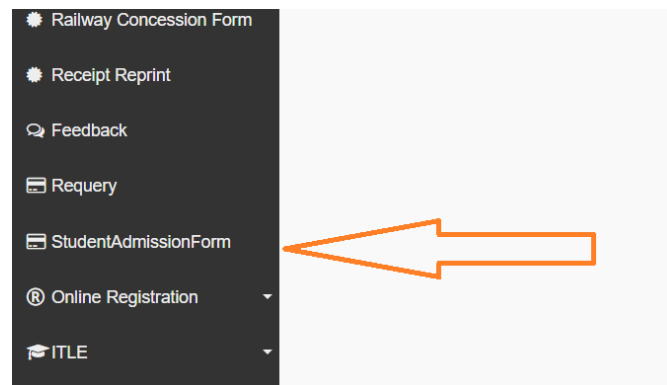 Railway Concession Form
Receipt Reprint
Feedback
Requery
StudentAdmissionForm
Online Registration
ITLE